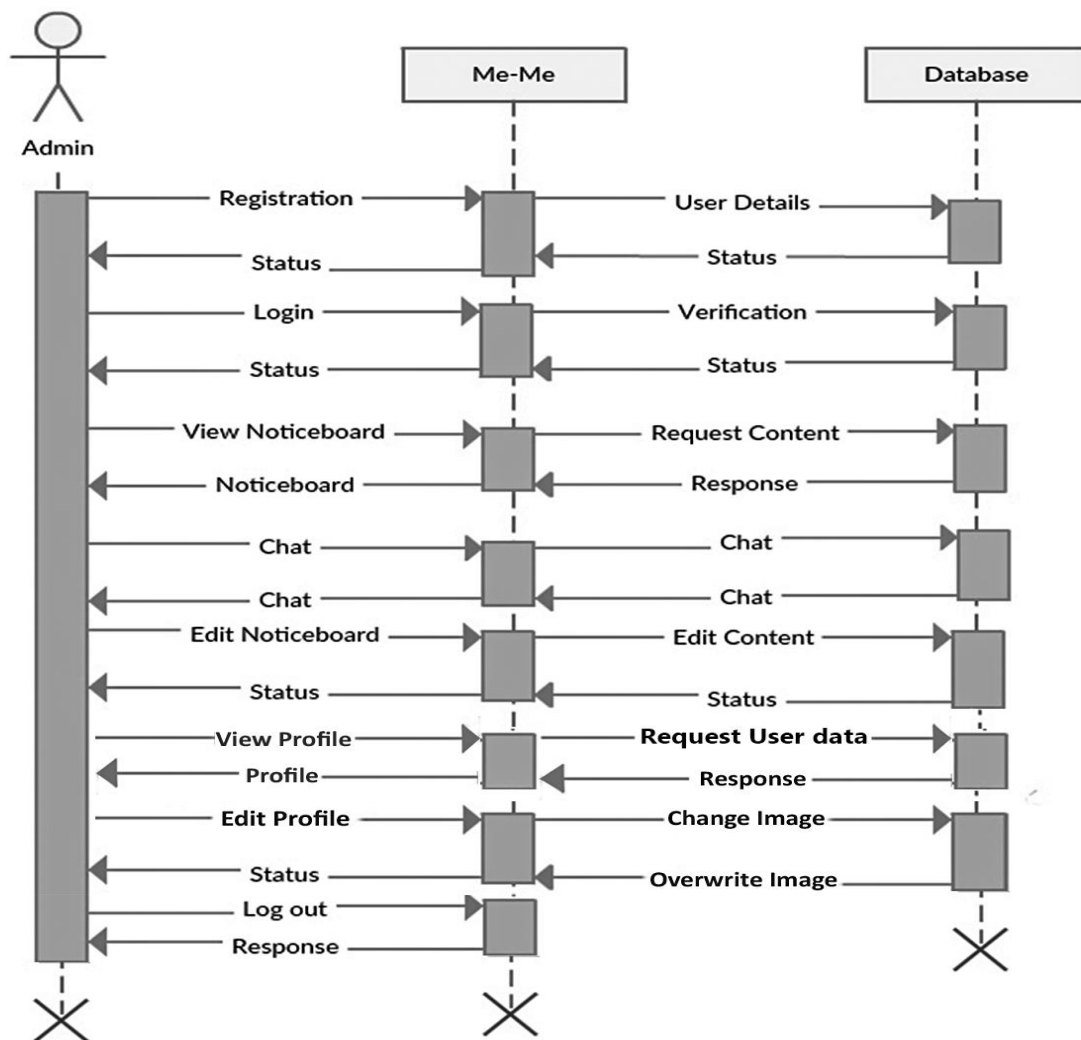 Me-Me
Database
Admin
Registration
User Details
Status
Status
Login
Verification
Status
Status
View Noticeboard
Request Content
Noticeboard
Response
Chat
Chat
Chat
Chat
Edit Noticeboard
Edit Content
Status
Status
View Profile
Request User data
Profile
Response
Edit Profile
Change Image
Status
Overwrite Image
Log out
Response